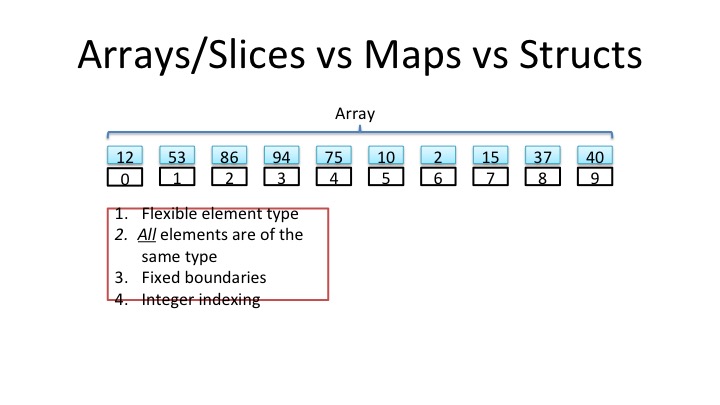 Arrays/Slices vs Maps vs Structs
Array
12 53 86 94 75 10 2 15 37 40
0 1 2 3 4 5 6 7 8 9
1. Flexible element type
2. All elements are of the
same type
3. Fixed boundaries
4. Integer indexing